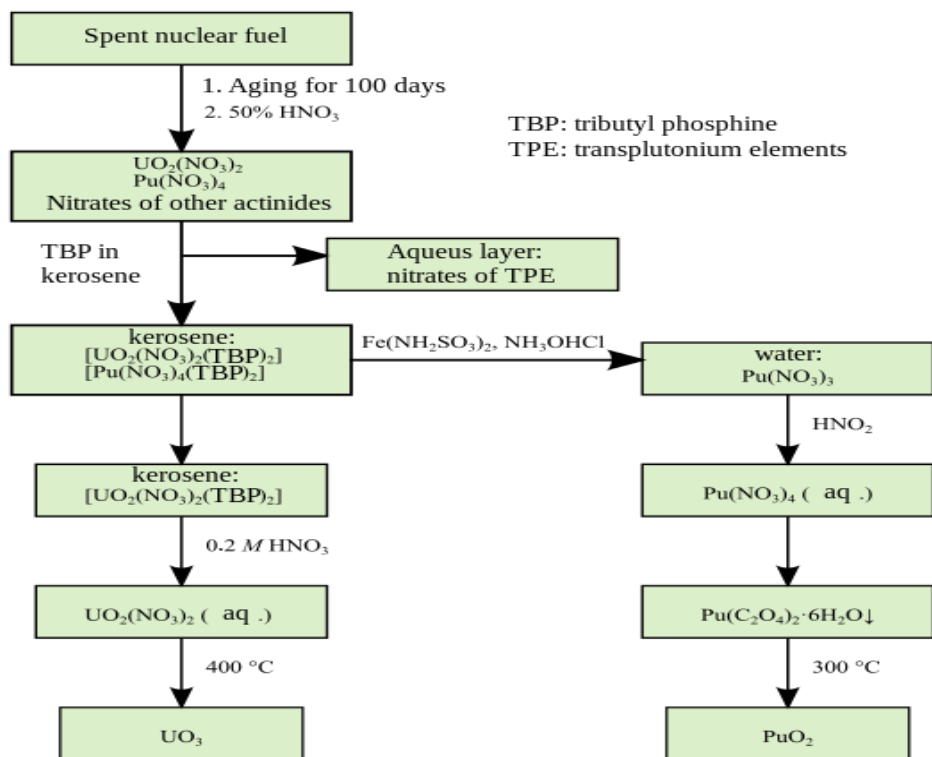 Spent nuclear fuel
1. Aging for 100 days
2. 50% HNO₃
TBP: tributyl phosphine
TPE: transplutonium elements
UO₂(NO₃)₂
Pu(NO₃)₄
Nitrates of other actinides
TBP in
kerosene
Aqueus layer:
nitrates of TPE
kerosene:
[UO₂(NO₃)₂(TBP)₂]
[Pu(NO₃)₄(TBP)₂]
Fe(NH₂SO₃)₂, NH₃OHCl
water:
Pu(NO₃)₃
HNO₂
kerosene:
[UO₂(NO₃)₂(TBP)₂]
Pu(NO₃)₄ ( aq .)
0.2 M HNO₃
UO₂(NO₃)₂ ( aq .)
Pu(C₂O₄)₂·6H₂O↓
400 °C
300 °C
UO₃
PuO₂